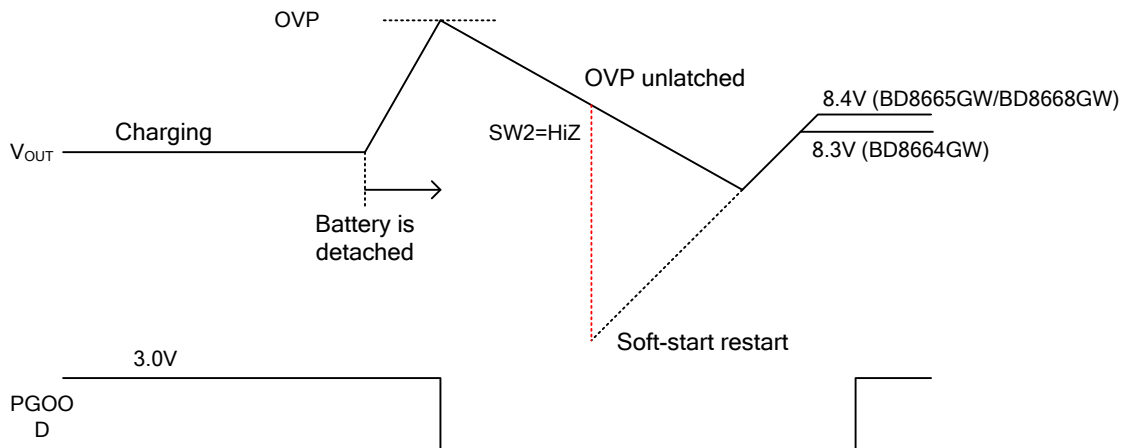 OVP
OVP unlatched
8.4V (BD8665GW/BD8668GW)
Charging
SW2=HiZ
VOUT
8.3V (BD8664GW)
Battery is
detached
Soft-start restart
3.0V
PGOO
D